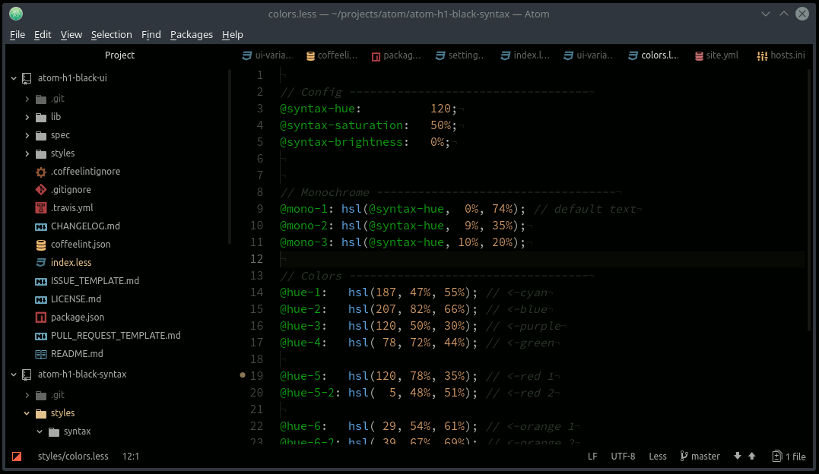 colors.less — ~/projects/atom/atom-h1-black-syntax — Atom
File Edit View Selection Find Packages Help
Project
ui-varia... coffeeli... packag... setting... index.l... ui-varia... colors.l... site.yml hosts.ini
atom-h1-black-ui
.git
lib
spec
styles
.coffeelintignore
.gitignore
.travis.yml
CHANGELOG.md
coffeelint.json
index.less
ISSUE_TEMPLATE.md
LICENSE.md
package.json
PULL_REQUEST_TEMPLATE.md
README.md
atom-h1-black-syntax
.git
styles
syntax
1
2 // Config -----------------------------------
3 @syntax-hue: 120;
4 @syntax-saturation: 50%;
5 @syntax-brightness: 0%;
6
7
8 // Monochrome -----------------------------------
9 @mono-1: hsl(@syntax-hue, 0%, 74%); // default text
10 @mono-2: hsl(@syntax-hue, 9%, 35%);
11 @mono-3: hsl(@syntax-hue, 10%, 20%);
12
13 // Colors -----------------------------------
14 @hue-1: hsl(187, 47%, 55%); // <-cyan
15 @hue-2: hsl(207, 82%, 66%); // <-blue
16 @hue-3: hsl(120, 50%, 30%); // <-purple
17 @hue-4: hsl( 78, 72%, 44%); // <-green
18
19 @hue-5: hsl(120, 78%, 35%); // <-red 1
20 @hue-5-2: hsl( 5, 48%, 51%); // <-red 2
21
22 @hue-6: hsl( 29, 54%, 61%); // <-orange 1
23 @hue-6-2: hsl( 39, 67%, 69%); // <-orange 2
styles/colors.less 12:1 LF UTF-8 Less master 1 file